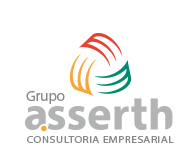 Grupo
asserth
CONSULTORIA EMPRESARIAL